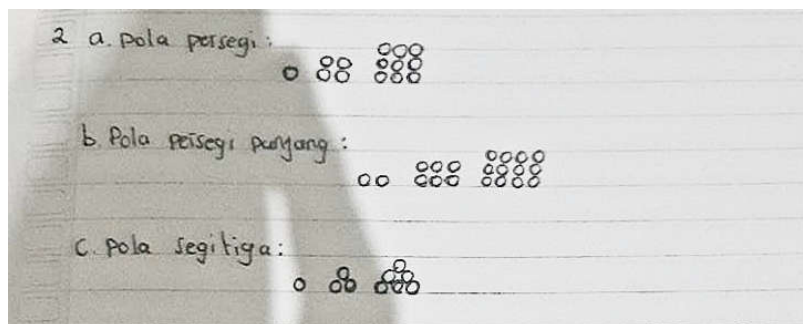 2 a. pola persegi:
b. Pola persegi panjang:
c. pola segitiga: